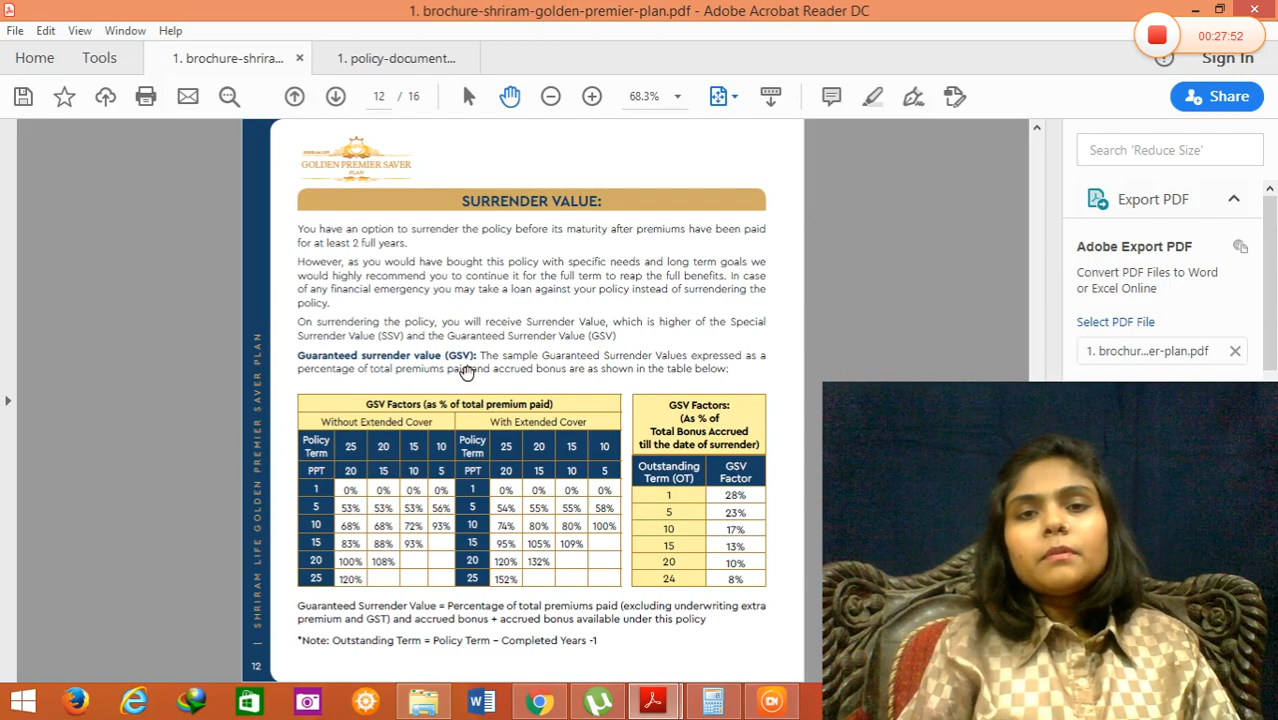 1. brochure-shriram-golden-premier-plan.pdf - Adobe Acrobat Reader DC
File Edit View Window Help
00:27:52
Home Tools 1. brochure-shrira... × 1. policy-document... Sign In
12 / 16 68.3% Share
SHRIRAM LIFE
GOLDEN PREMIER SAVER
PLAN
SURRENDER VALUE:
You have an option to surrender the policy before its maturity after premiums have been paid
for at least 2 full years.
However, as you would have bought this policy with specific needs and long term goals we
would highly recommend you to continue it for the full term to reap the full benefits. In case
of any financial emergency you may take a loan against your policy instead of surrendering the
policy.
On surrendering the policy, you will receive Surrender Value, which is higher of the Special
Surrender Value (SSV) and the Guaranteed Surrender Value (GSV)
Guaranteed surrender value (GSV): The sample Guaranteed Surrender Values expressed as a
percentage of total premiums paid and accrued bonus are as shown in the table below:
GSV Factors (as % of total premium paid)
Without Extended Cover With Extended Cover
Policy Term 25 20 15 10 Policy Term 25 20 15 10
PPT 20 15 10 5 PPT 20 15 10 5
1 0% 0% 0% 0% 1 0% 0% 0% 0%
5 53% 53% 53% 56% 5 54% 55% 55% 58%
10 68% 68% 72% 93% 10 74% 80% 80% 100%
15 83% 88% 93% 15 95% 105% 109%
20 100% 108% 20 120% 132%
25 120% 25 152%
GSV Factors:
(As % of
Total Bonus Accrued
till the date of surrender)
Outstanding Term (OT) GSV Factor
1 28%
5 23%
10 17%
15 13%
20 10%
24 8%
Guaranteed Surrender Value = Percentage of total premiums paid (excluding underwriting extra
premium and GST) and accrued bonus + accrued bonus available under this policy
*Note: Outstanding Term = Policy Term – Completed Years -1
| SHRIRAM LIFE GOLDEN PREMIER SAVER PLAN
12
Search 'Reduce Size'
Export PDF
Adobe Export PDF
Convert PDF Files to Word
or Excel Online
Select PDF File
1. brochur...er-plan.pdf ×